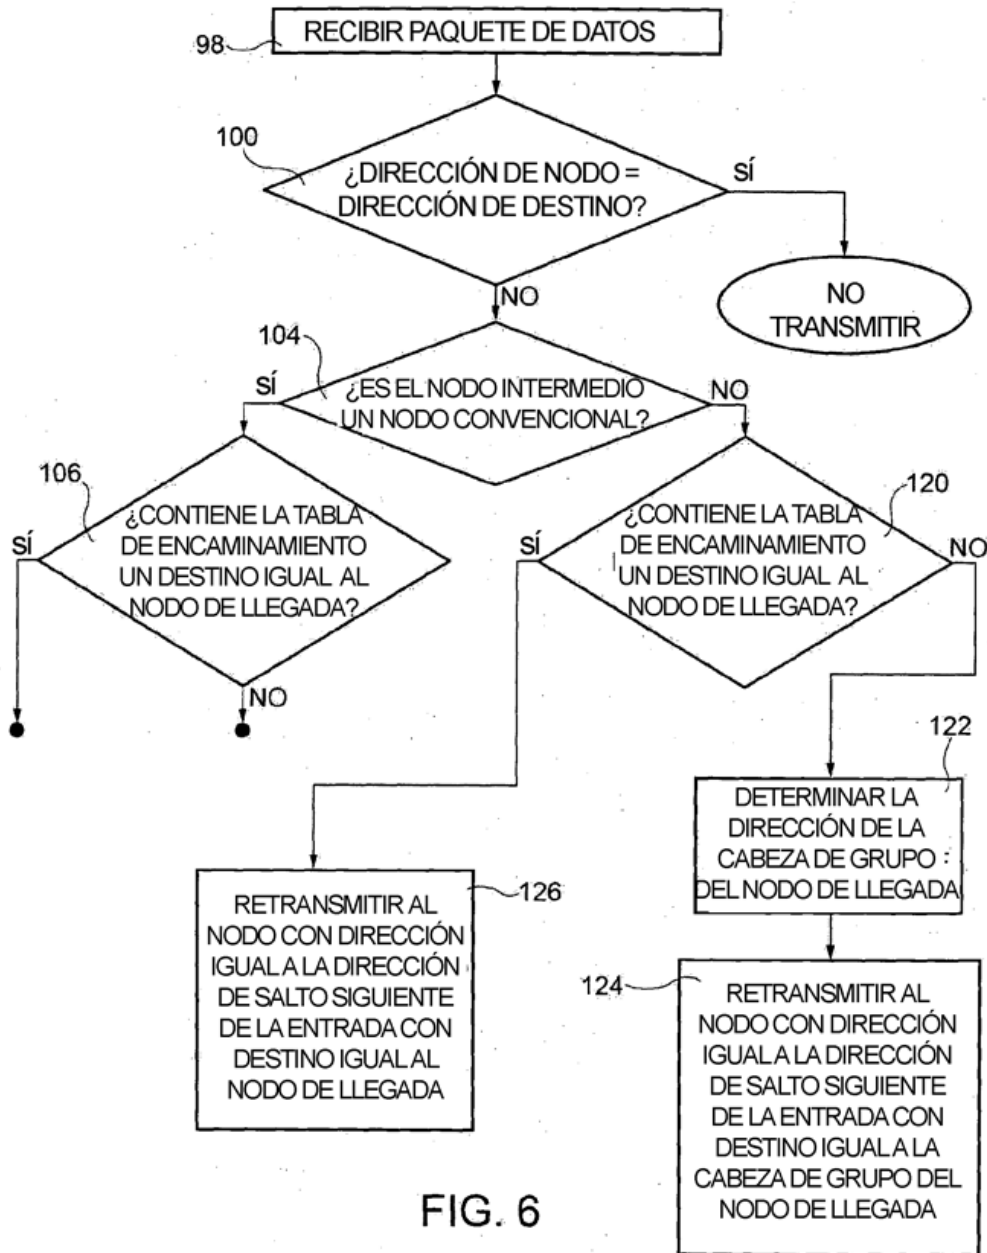 RECIBIR PAQUETE DE DATOS
98
100
¿DIRECCIÓN DE NODO =
DIRECCIÓN DE DESTINO?
SÍ
NO
TRANSMITIR
NO
104
¿ES EL NODO INTERMEDIO
UN NODO CONVENCIONAL?
SÍ
NO
106
¿CONTIENE LA TABLA
DE ENCAMINAMIENTO
UN DESTINO IGUAL AL
NODO DE LLEGADA?
SÍ
NO
120
¿CONTIENE LA TABLA
DE ENCAMINAMIENTO
UN DESTINO IGUAL AL
NODO DE LLEGADA?
SÍ
NO
122
DETERMINAR LA
DIRECCIÓN DE LA
CABEZA DE GRUPO :
DEL NODO DE LLEGADA
126
RETRANSMITIR AL
NODO CON DIRECCIÓN
IGUAL A LA DIRECCIÓN
DE SALTO SIGUIENTE
DE LA ENTRADA CON
DESTINO IGUAL AL
NODO DE LLEGADA
124
RETRANSMITIR AL
NODO CON DIRECCIÓN
IGUAL A LA DIRECCIÓN
DE SALTO SIGUIENTE
DE LA ENTRADA CON
DESTINO IGUAL A LA
CABEZA DE GRUPO DEL
NODO DE LLEGADA
FIG. 6